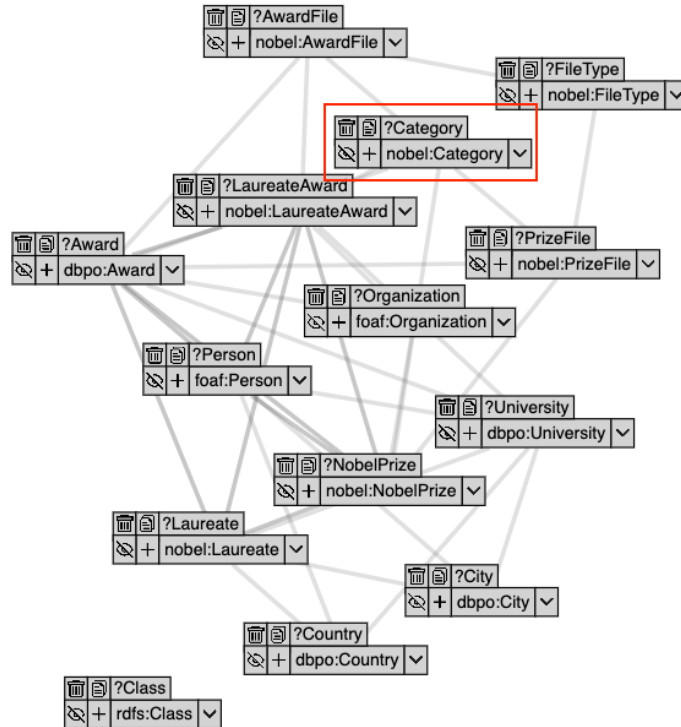 ?AwardFile
nobel:AwardFile
?FileType
nobel:FileType
?Category
nobel:Category
?LaureateAward
nobel:LaureateAward
?Award
dbpo:Award
?PrizeFile
nobel:PrizeFile
?Organization
foaf:Organization
?Person
foaf:Person
?University
dbpo:University
?NobelPrize
nobel:NobelPrize
?Laureate
nobel:Laureate
?City
dbpo:City
?Country
dbpo:Country
?Class
rdfs:Class